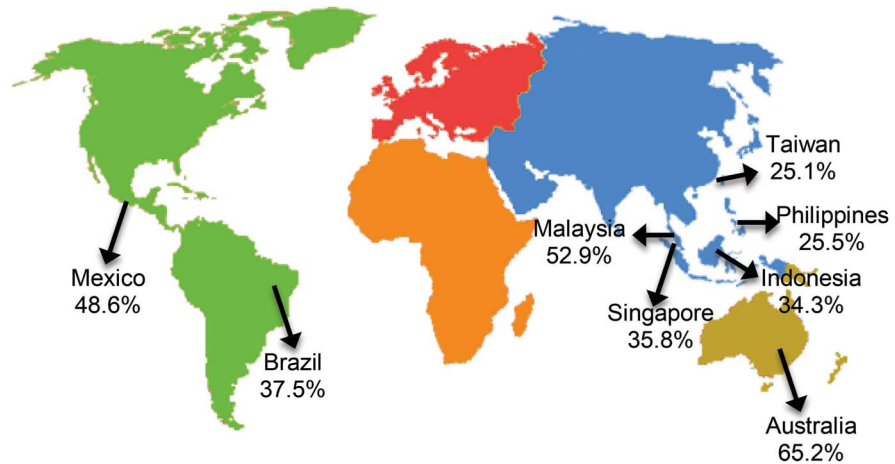 Taiwan
25.1%
Philippines
25.5%
Malaysia
52.9%
Mexico
48.6%
Indonesia
34.3%
Singapore
35.8%
Brazil
37.5%
Australia
65.2%